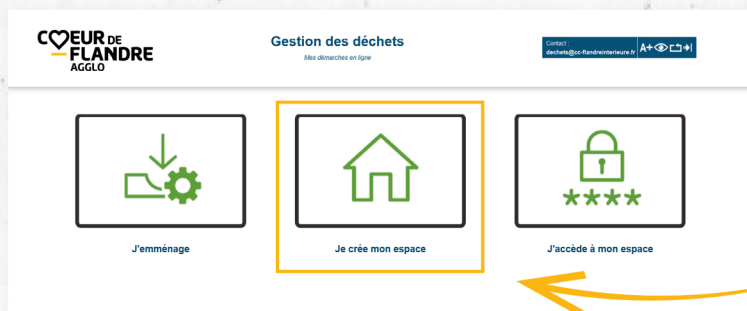 CŒUR DE
FLANDRE
AGGLO
Gestion des déchets
Mes démarches en ligne
Contact :
dechets@cc-flandreinterieure.fr
A+
****
J'emménage
Je crée mon espace
J'accède à mon espace